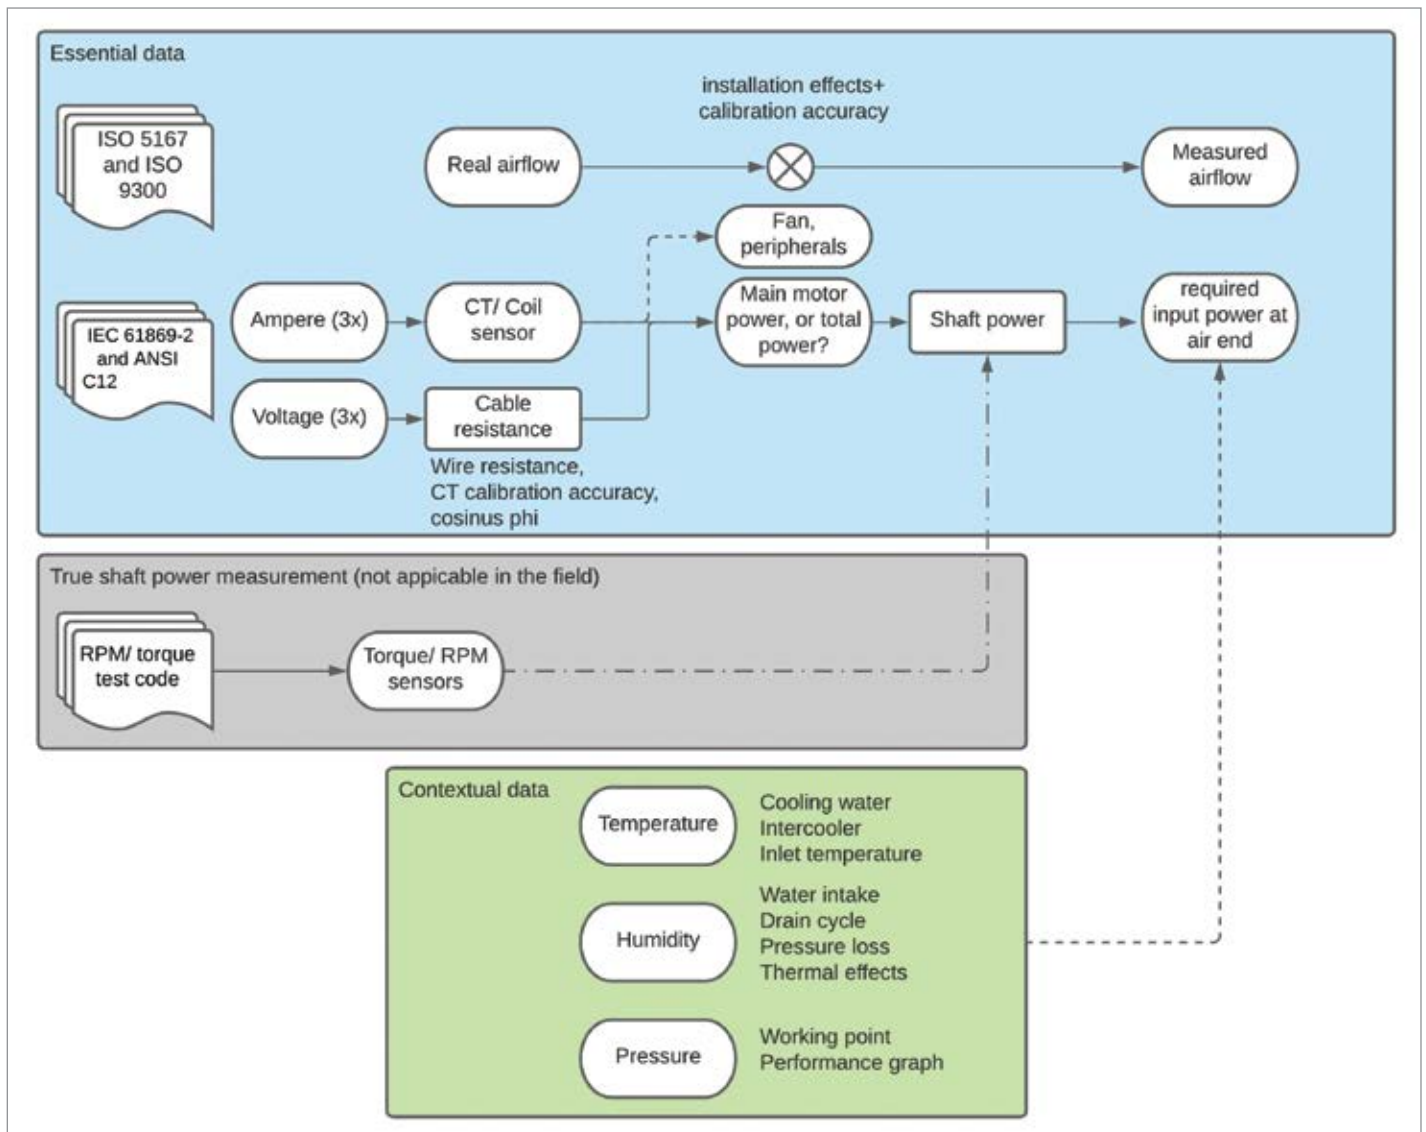 Essential data
installation effects+
calibration accuracy
ISO 5167
and ISO
9300
Real airflow
Measured
airflow
Fan,
peripherals
IEC 61869-2
and ANSI
C12
Ampere (3x)
CT/ Coil
sensor
Main motor
power, or total
power?
Shaft power
required
input power at
air end
Voltage (3x)
Cable
resistance
Wire resistance,
CT calibration accuracy,
cosinus phi
True shaft power measurement (not appicable in the field)
RPM/ torque
test code
Torque/ RPM
sensors
Contextual data
Temperature
Cooling water
Intercooler
Inlet temperature
Humidity
Water intake
Drain cycle
Pressure loss
Thermal effects
Pressure
Working point
Performance graph